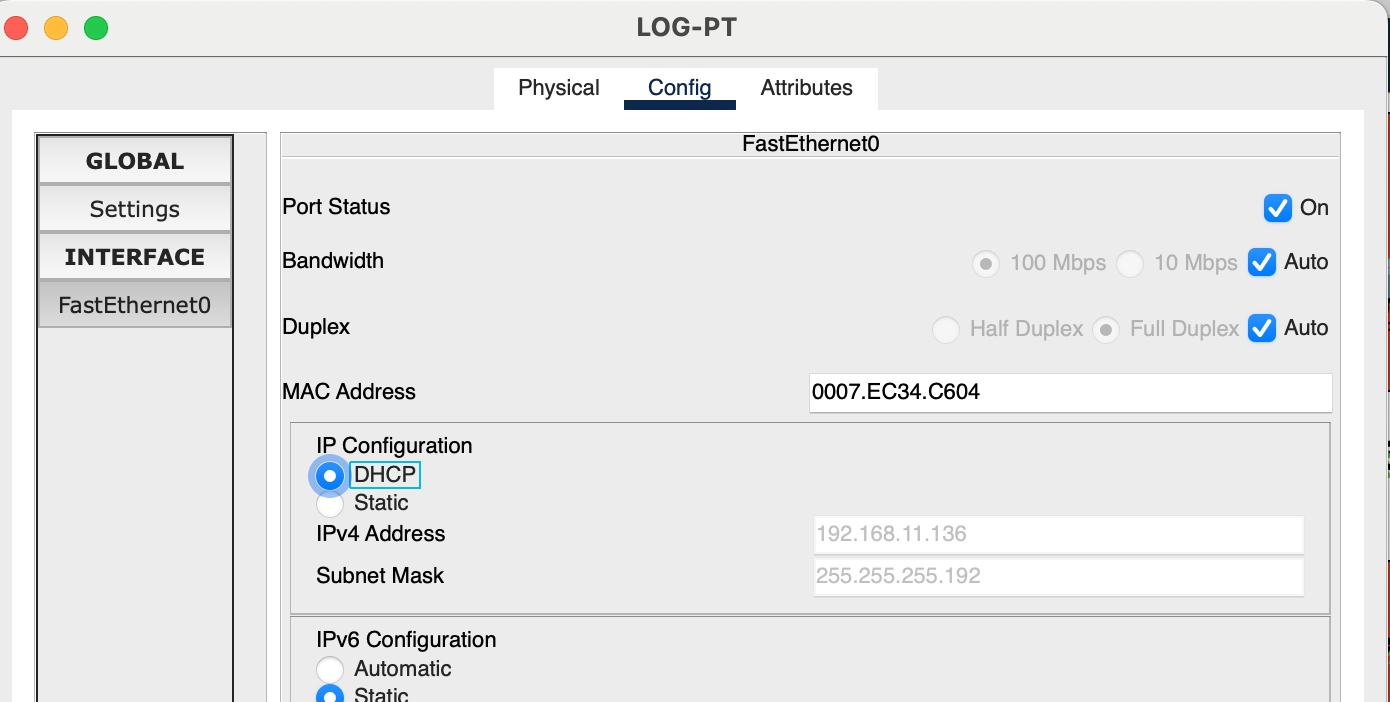 LOG-PT
Physical Config Attributes
GLOBAL
Settings
INTERFACE
FastEthernet0
FastEthernet0
Port Status On
Bandwidth 100 Mbps 10 Mbps Auto
Duplex Half Duplex Full Duplex Auto
MAC Address 0007.EC34.C604
IP Configuration
DHCP
Static
IPv4 Address 192.168.11.136
Subnet Mask 255.255.255.192
IPv6 Configuration
Automatic
Static